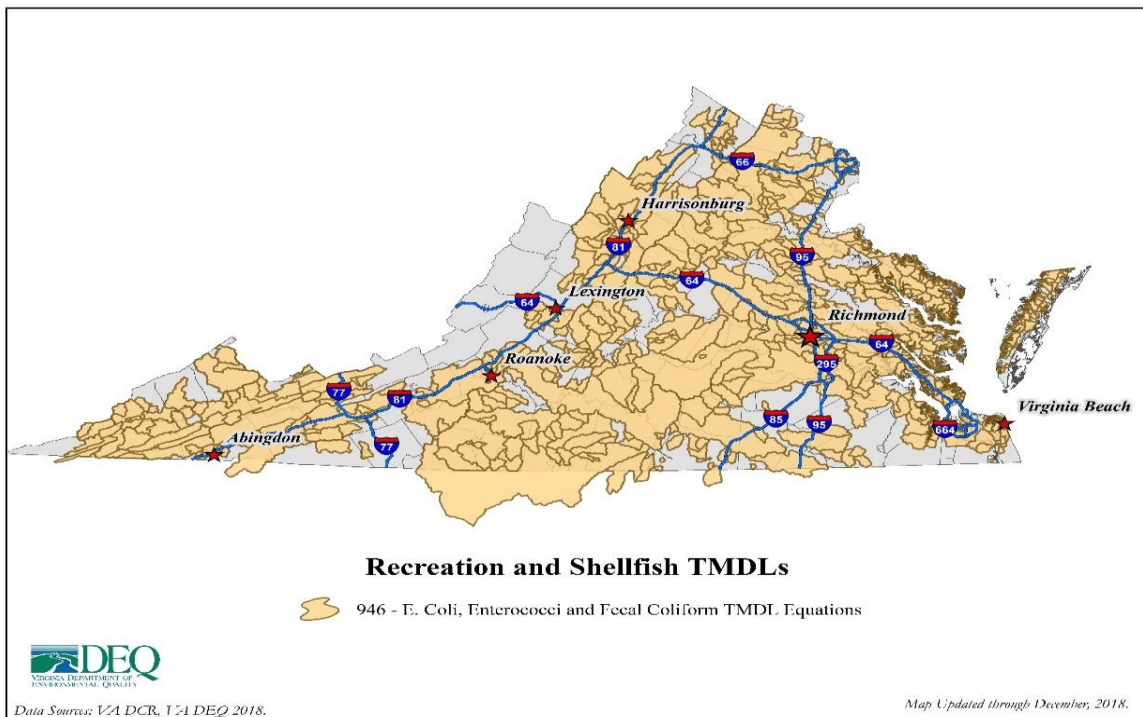 66
Harrisonburg
81
95
64
Lexington
64
Richmond
64
Roanoke
295
77
81
Virginia Beach
85
95
664
Abingdon
77
Recreation and Shellfish TMDLs
946 - E. Coli, Enterococci and Fecal Coliform TMDL Equations
DEQ
VIRGINIA DEPARTMENT OF
ENVIRONMENTAL QUALITY
Data Sources: VA DCR, VA DEQ 2018.
Map Updated through December, 2018.